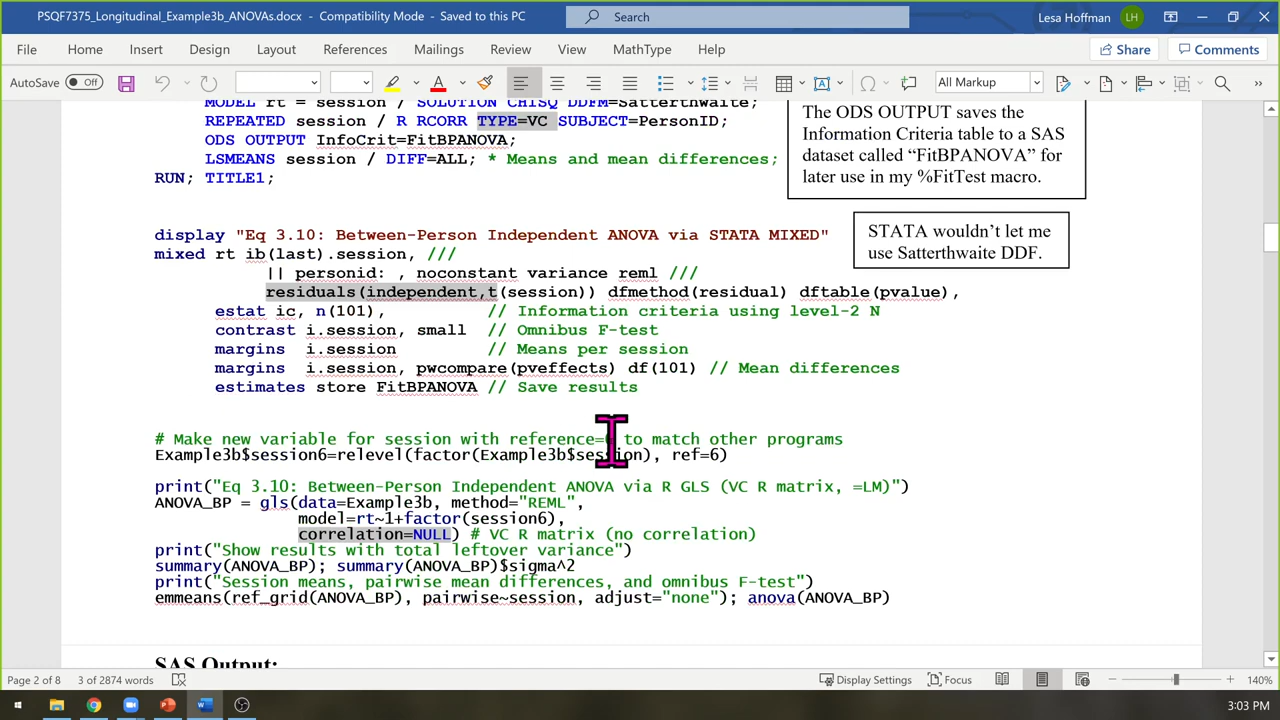 PSQF7375_Longitudinal_Example3b_ANOVAs.docx - Compatibility Mode - Saved to this PC
Search
Lesa Hoffman LH
File Home Insert Design Layout References Mailings Review View MathType Help Share Comments
AutoSave Off All Markup
MODEL rt = session / SOLUTION CHISQ DDFM=Satterthwaite;
REPEATED session / R RCORR TYPE=VC SUBJECT=PersonID;
ODS OUTPUT InfoCrit=FitBPANOVA;
LSMEANS session / DIFF=ALL; * Means and mean differences;
RUN; TITLE1;
The ODS OUTPUT saves the
Information Criteria table to a SAS
dataset called “FitBPANOVA” for
later use in my %FitTest macro.
display "Eq 3.10: Between-Person Independent ANOVA via STATA MIXED"
mixed rt ib(last).session, ///
|| personid: , noconstant variance reml ///
residuals(independent,t(session)) dfmethod(residual) dftable(pvalue),
estat ic, n(101), // Information criteria using level-2 N
contrast i.session, small // Omnibus F-test
margins i.session // Means per session
margins i.session, pwcompare(pveffects) df(101) // Mean differences
estimates store FitBPANOVA // Save results
STATA wouldn’t let me
use Satterthwaite DDF.
# Make new variable for session with reference=6 to match other programs
Example3b$session6=relevel(factor(Example3b$session), ref=6)
print("Eq 3.10: Between-Person Independent ANOVA via R GLS (VC R matrix, =LM)")
ANOVA_BP = gls(data=Example3b, method="REML",
model=rt~1+factor(session6),
correlation=NULL) # VC R matrix (no correlation)
print("Show results with total leftover variance")
summary(ANOVA_BP); summary(ANOVA_BP)$sigma^2
print("Session means, pairwise mean differences, and omnibus F-test")
emmeans(ref_grid(ANOVA_BP), pairwise~session, adjust="none"); anova(ANOVA_BP)
SAS Output:
Page 2 of 8 3 of 2874 words Display Settings Focus 140%
3:03 PM